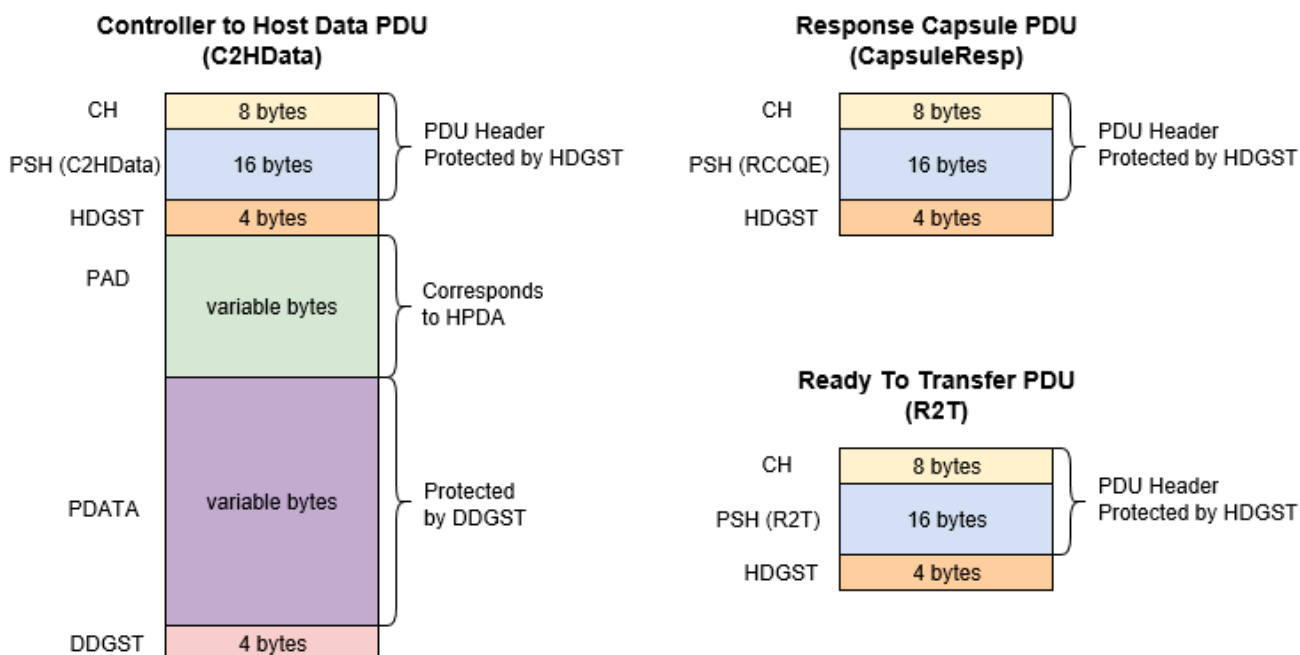 Controller to Host Data PDU
(C2HData)
CH
8 bytes
PDU Header
Protected by HDGST
PSH (C2HData)
16 bytes
HDGST
4 bytes
PAD
variable bytes
Corresponds
to HPDA
PDATA
variable bytes
Protected
by DDGST
DDGST
4 bytes
Response Capsule PDU
(CapsuleResp)
CH
8 bytes
PDU Header
Protected by HDGST
PSH (RCCQE)
16 bytes
HDGST
4 bytes
Ready To Transfer PDU
(R2T)
CH
8 bytes
PDU Header
Protected by HDGST
PSH (R2T)
16 bytes
HDGST
4 bytes